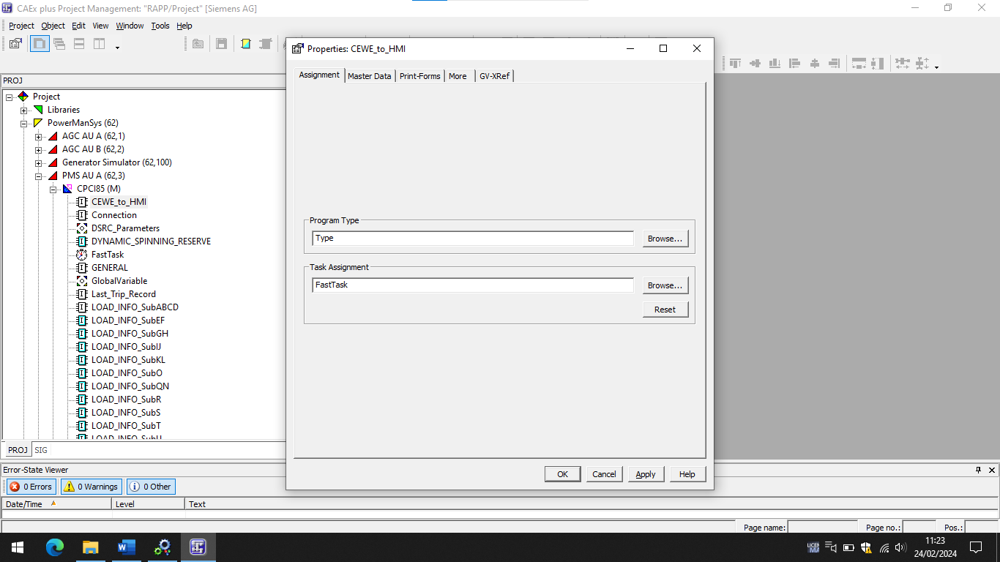 CAEx plus Project Management: "RAPP/Project" [Siemens AG]
Project Object Edit View Window Tools Help
PROJ
Project
Libraries
PowerManSys (62)
AGC AU A (62,1)
AGC AU B (62,2)
Generator Simulator (62,100)
PMS AU A (62,3)
CPCI85 (M)
CEWE_to_HMI
Connection
DSRC_Parameters
DYNAMIC_SPINNING_RESERVE
FastTask
GENERAL
GlobalVariable
Last_Trip_Record
LOAD_INFO_SubABCD
LOAD_INFO_SubEF
LOAD_INFO_SubGH
LOAD_INFO_SubIJ
LOAD_INFO_SubKL
LOAD_INFO_SubO
LOAD_INFO_SubQN
LOAD_INFO_SubR
LOAD_INFO_SubS
LOAD_INFO_SubT
PROJ SIG
Properties: CEWE_to_HMI
Assignment Master Data Print-Forms More GV-XRef
Program Type
Type Browse...
Task Assignment
FastTask Browse...
Reset
OK Cancel Apply Help
Error-State Viewer
0 Errors 0 Warnings 0 Other
Date/Time Level Text
Page name: Page no.: Pos.:
11:23
24/02/2024